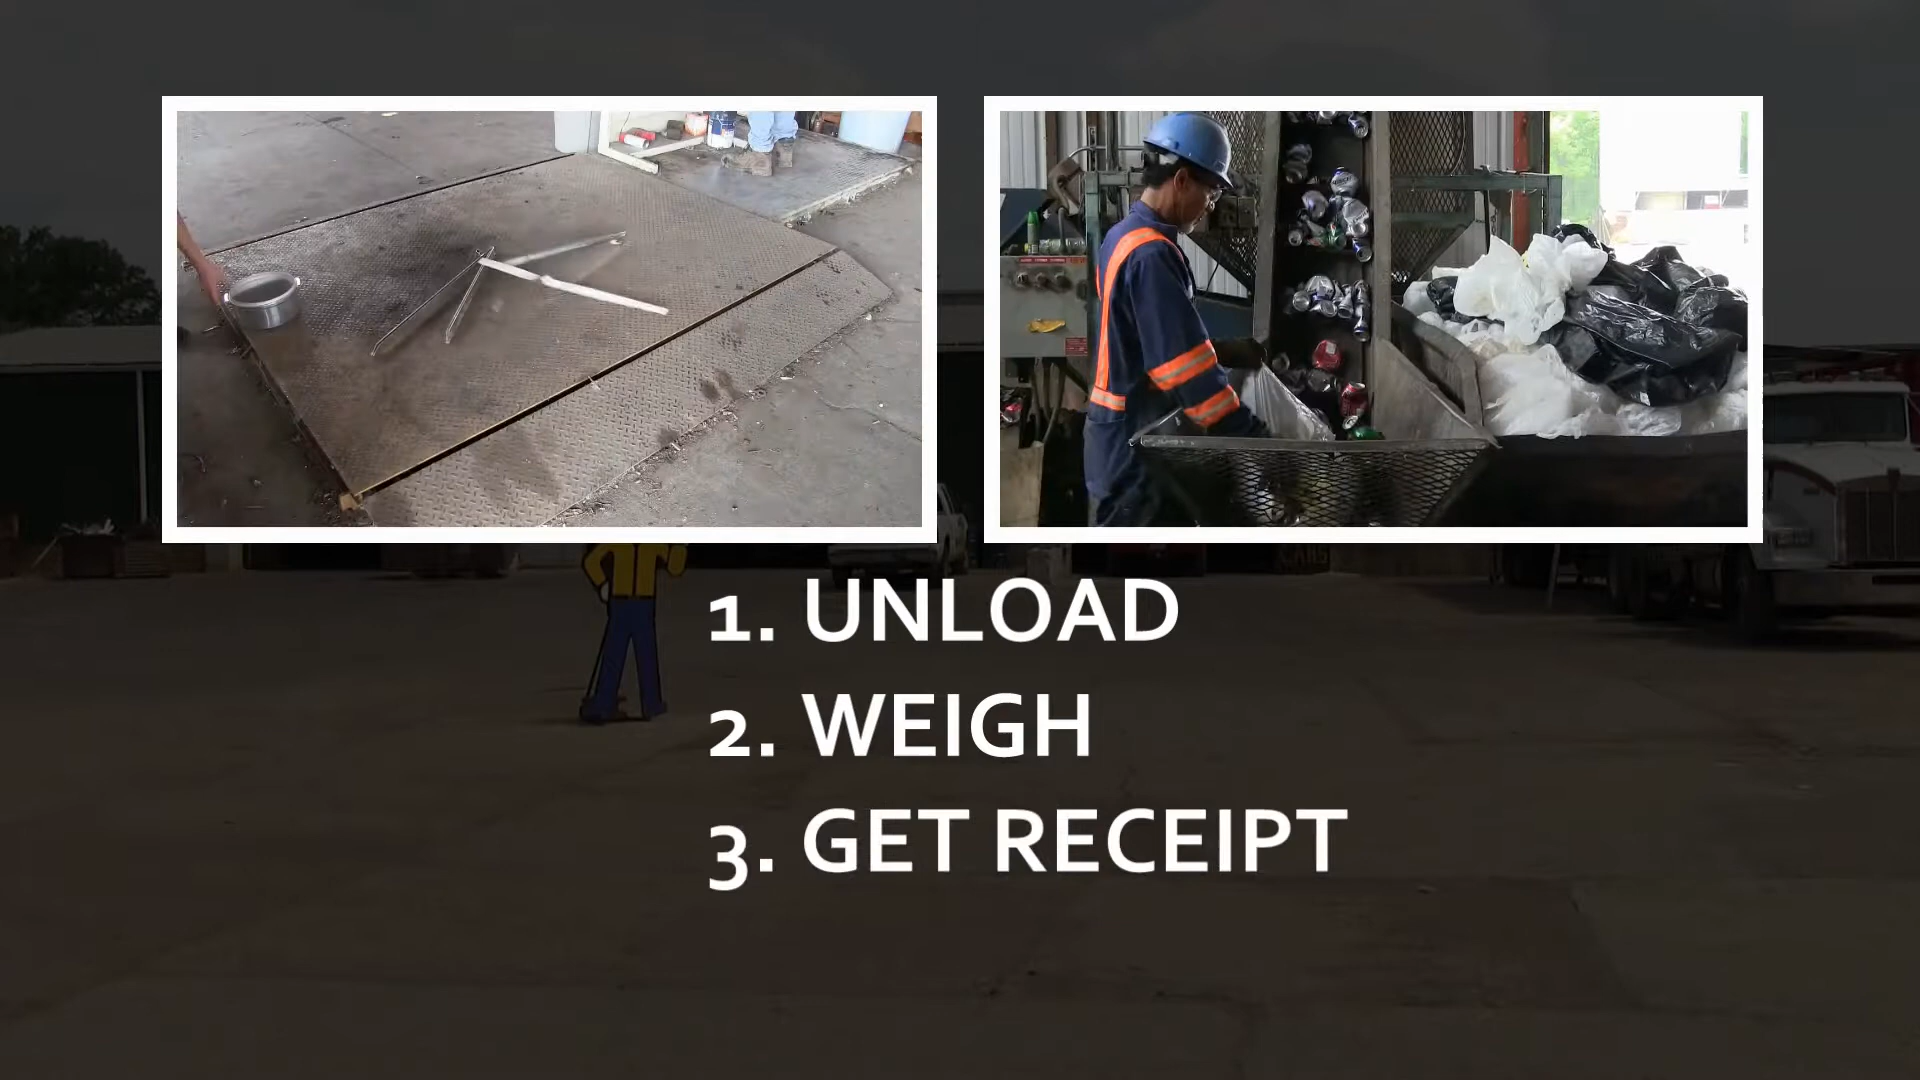 1. UNLOAD
2. WEIGH
3. GET RECEIPT